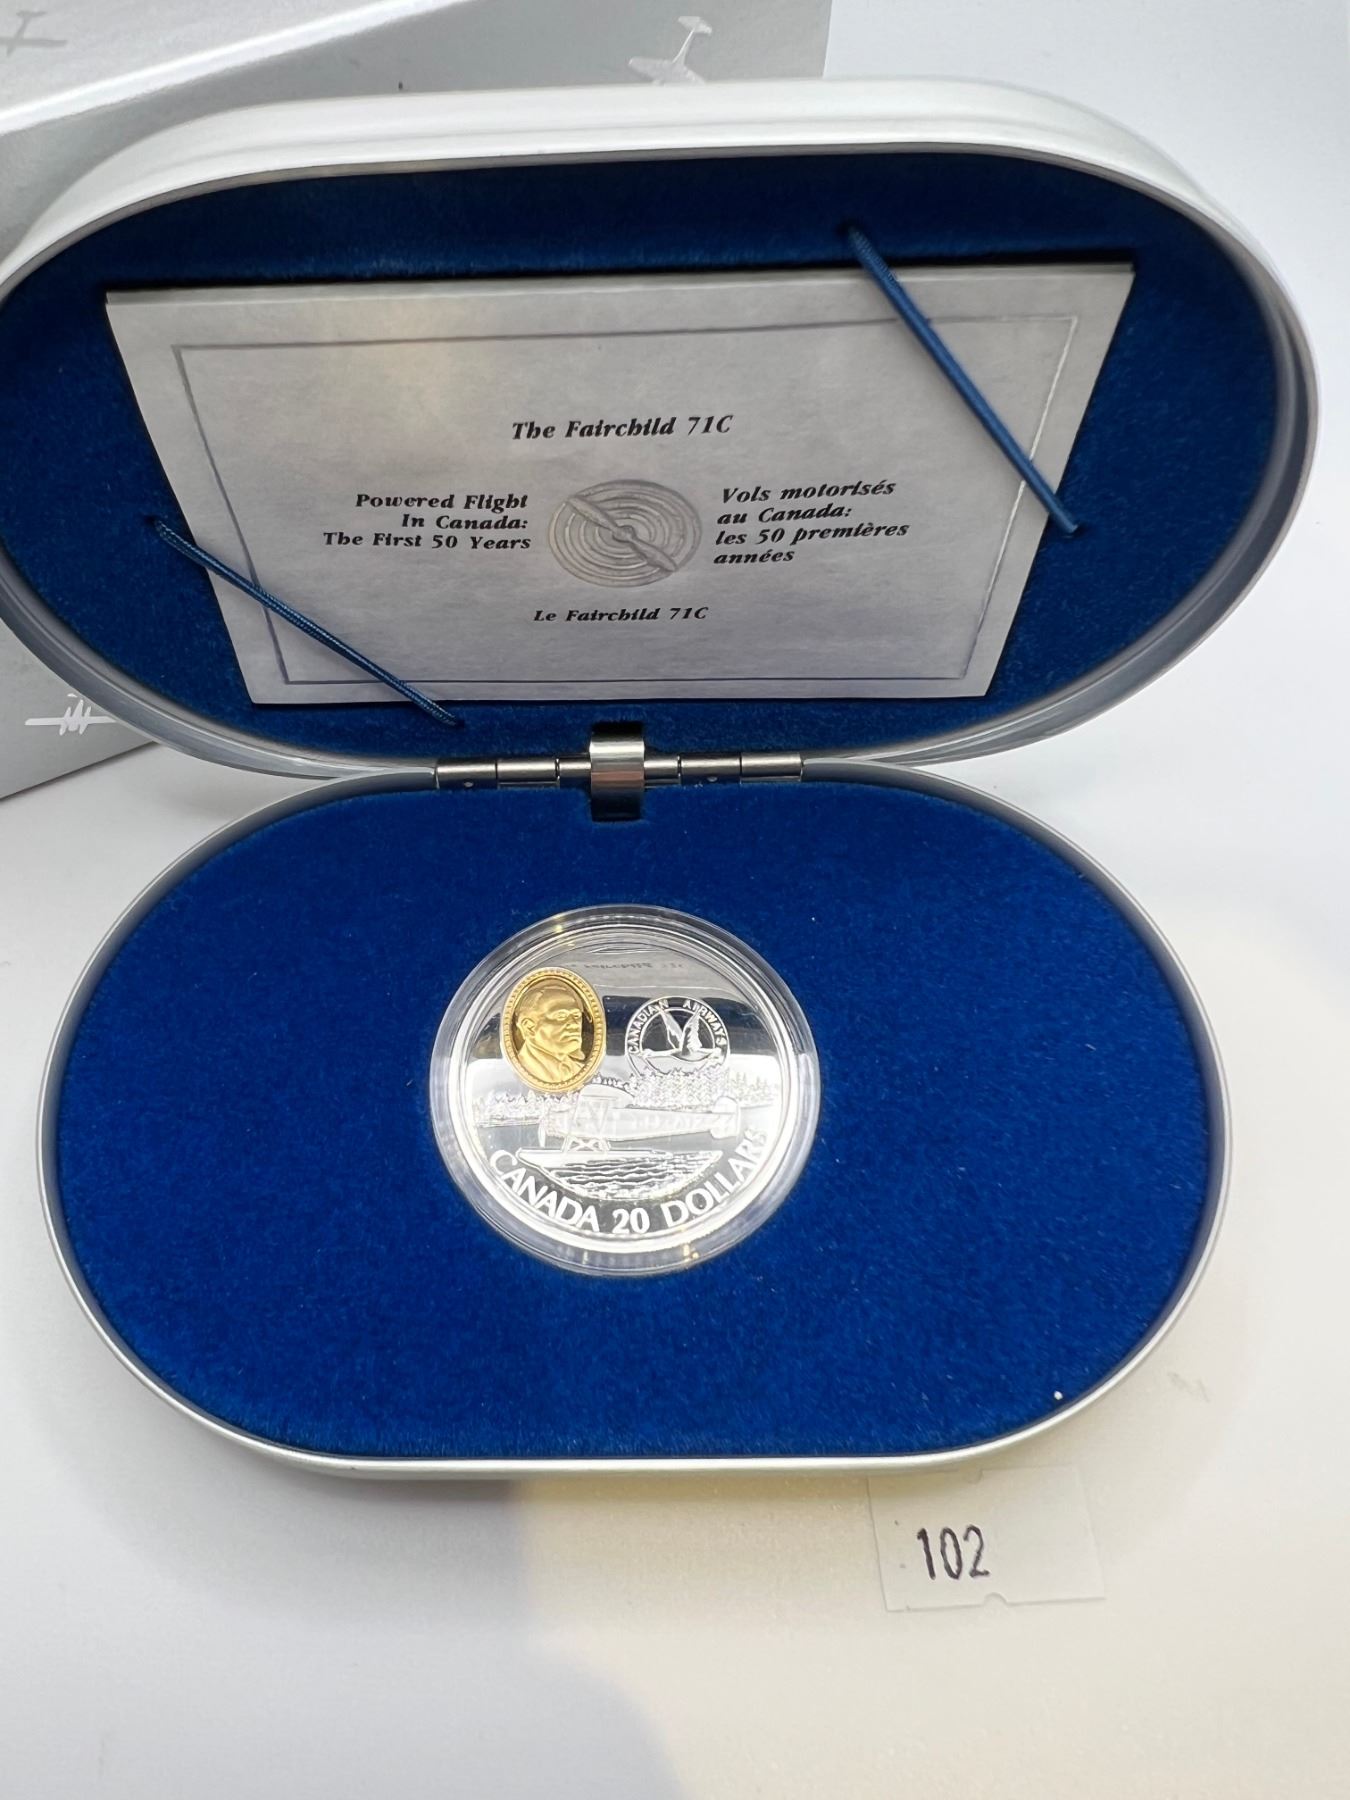 The Fairchild 71C
Powered Flight
In Canada:
The First 50 Years
Vols motorisés
au Canada:
les 50 premières
années
Le Fairchild 71C
CANADIAN AIRWAYS
CANADA 20 DOLLARS
102